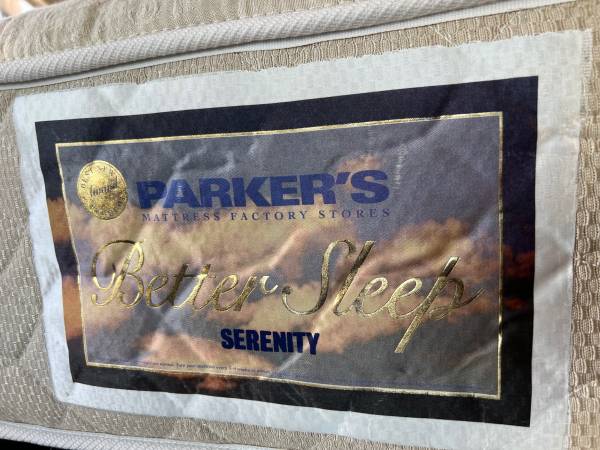 PARKER'S
MATTRESS FACTORY STORES
Better Sleep
SERENITY